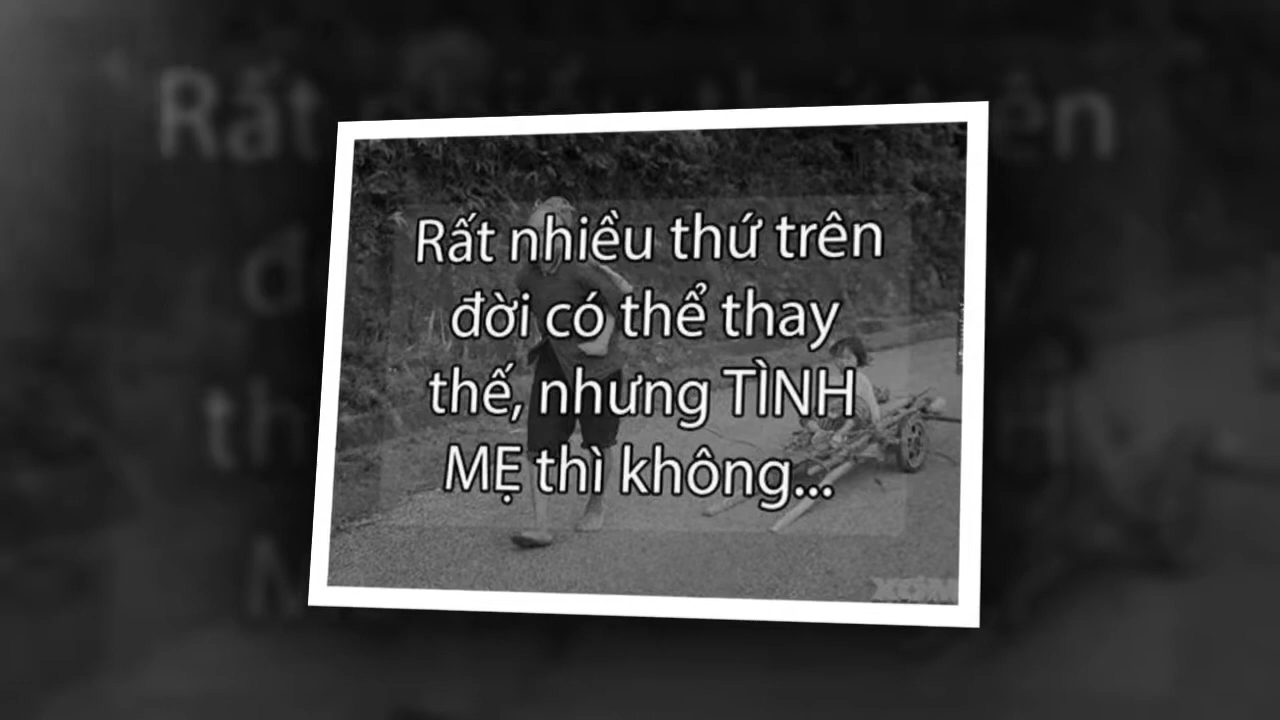 Rất nhiều thứ trên
đời có thể thay
thế, nhưng TÌNH
MẸ thì không...